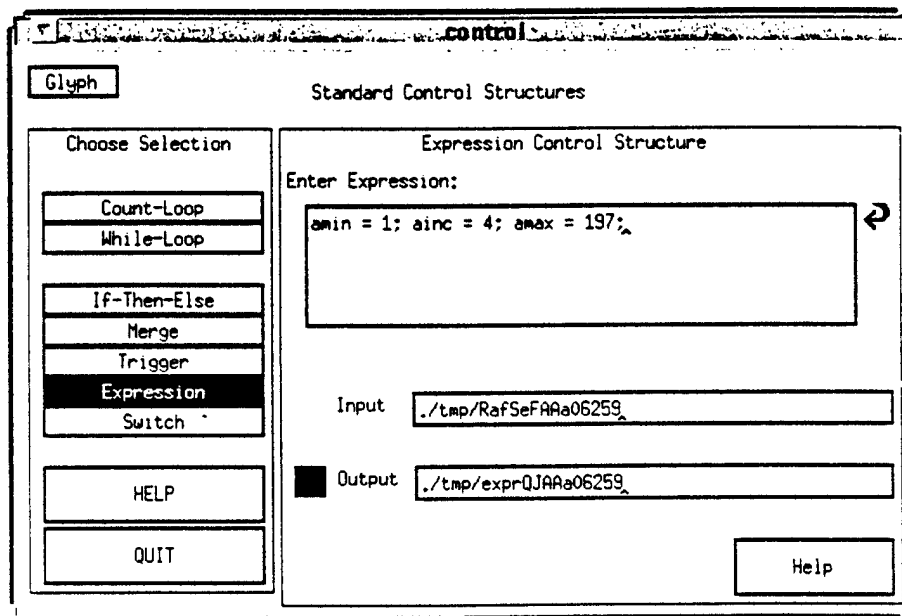 control
Glyph
Standard Control Structures
Choose Selection
Count-Loop
While-Loop
If-Then-Else
Merge
Trigger
Expression
Switch
HELP
QUIT
Expression Control Structure
Enter Expression:
amin = 1; ainc = 4; amax = 197;
Input ./tmp/RafSeFAAa06259
Output ./tmp/exprQJAAa06259
Help